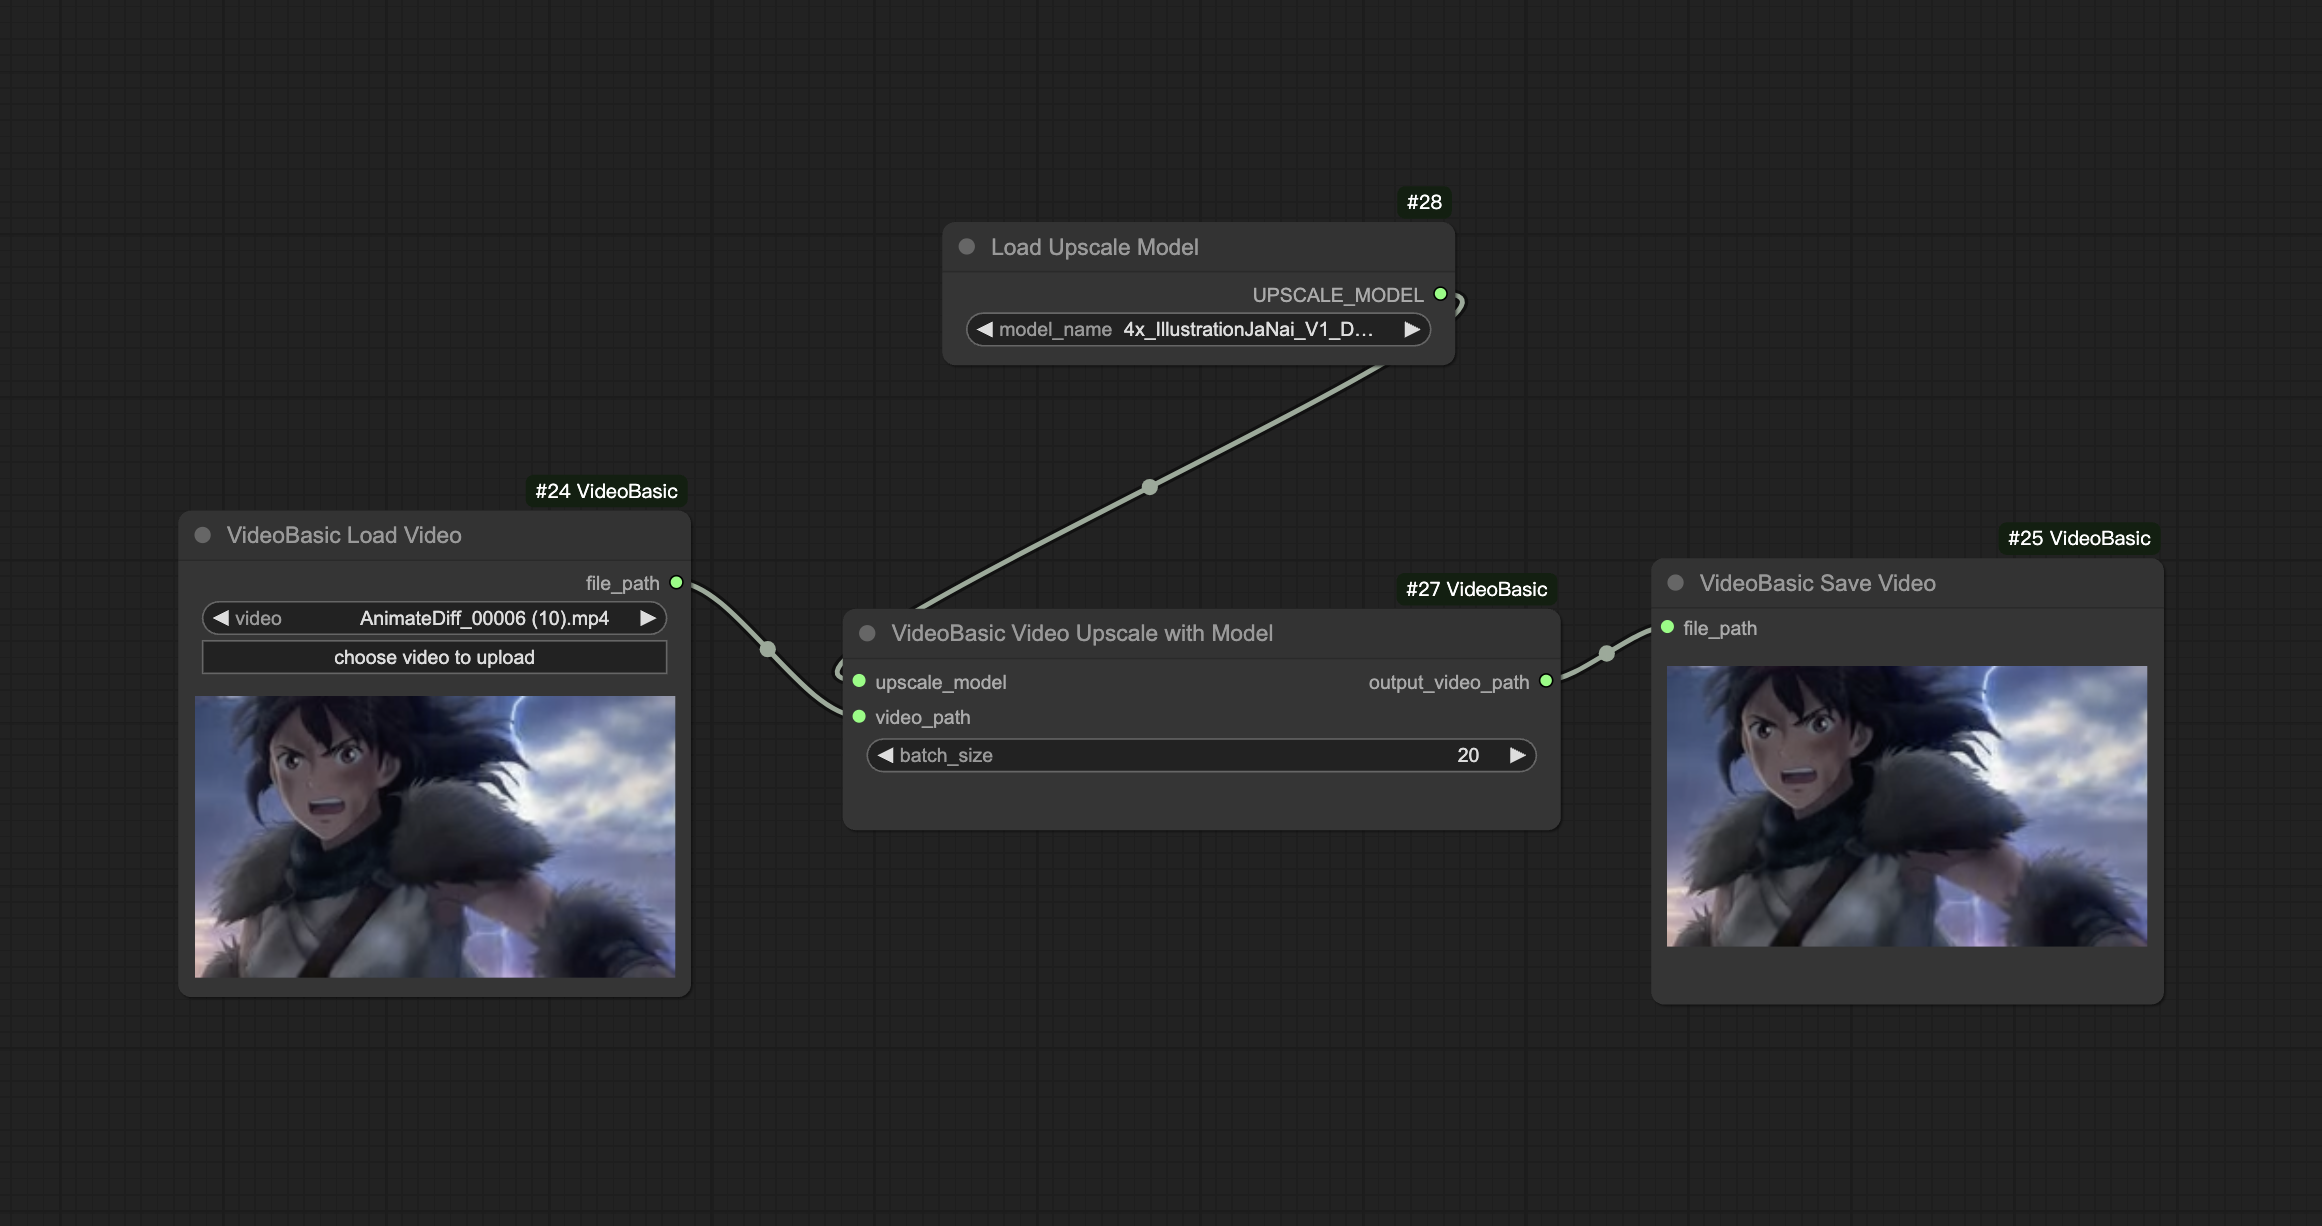 #28
Load Upscale Model
UPSCALE_MODEL
model_name 4x_IllustrationJaNai_V1_D...
#24 VideoBasic
VideoBasic Load Video
file_path
video AnimateDiff_00006 (10).mp4
choose video to upload
#27 VideoBasic
VideoBasic Video Upscale with Model
upscale_model output_video_path
video_path
batch_size 20
#25 VideoBasic
VideoBasic Save Video
file_path